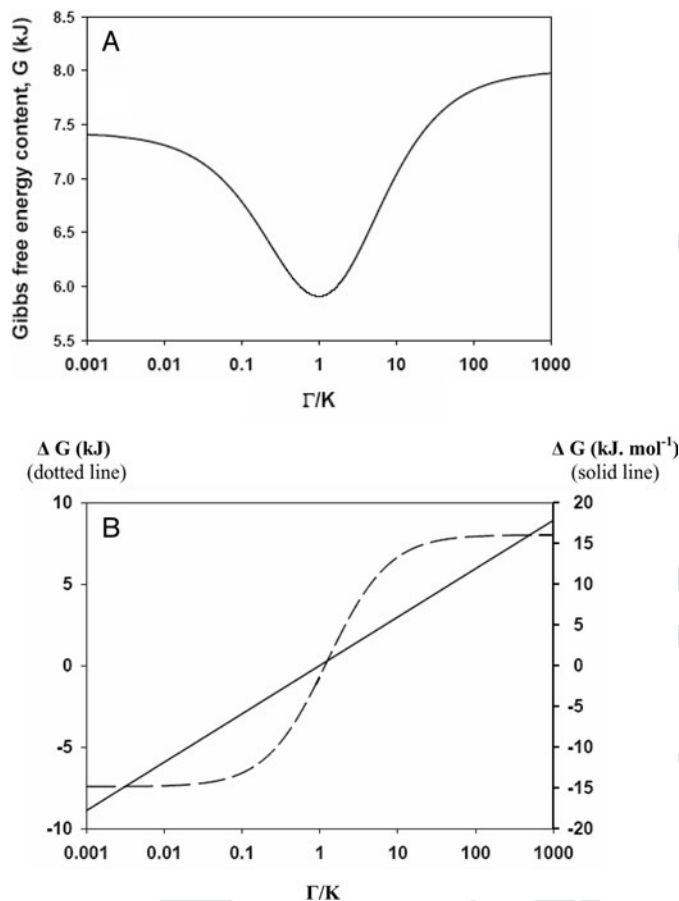 A
Gibbs free energy content, G (kJ)
8.5
8.0
7.5
7.0
6.5
6.0
5.5
0.001 0.01 0.1 1 10 100 1000
Γ/K
Δ G (kJ)
(dotted line)
Δ G (kJ. mol⁻¹)
(solid line)
B
10
5
0
-5
-10
20
15
10
5
0
-5
-10
-15
-20
0.001 0.01 0.1 1 10 100 1000
Γ/K